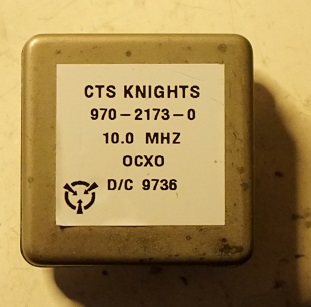 CTS KNIGHTS
970-2173-0
10.0 MHZ
OCXO
D/C 9736